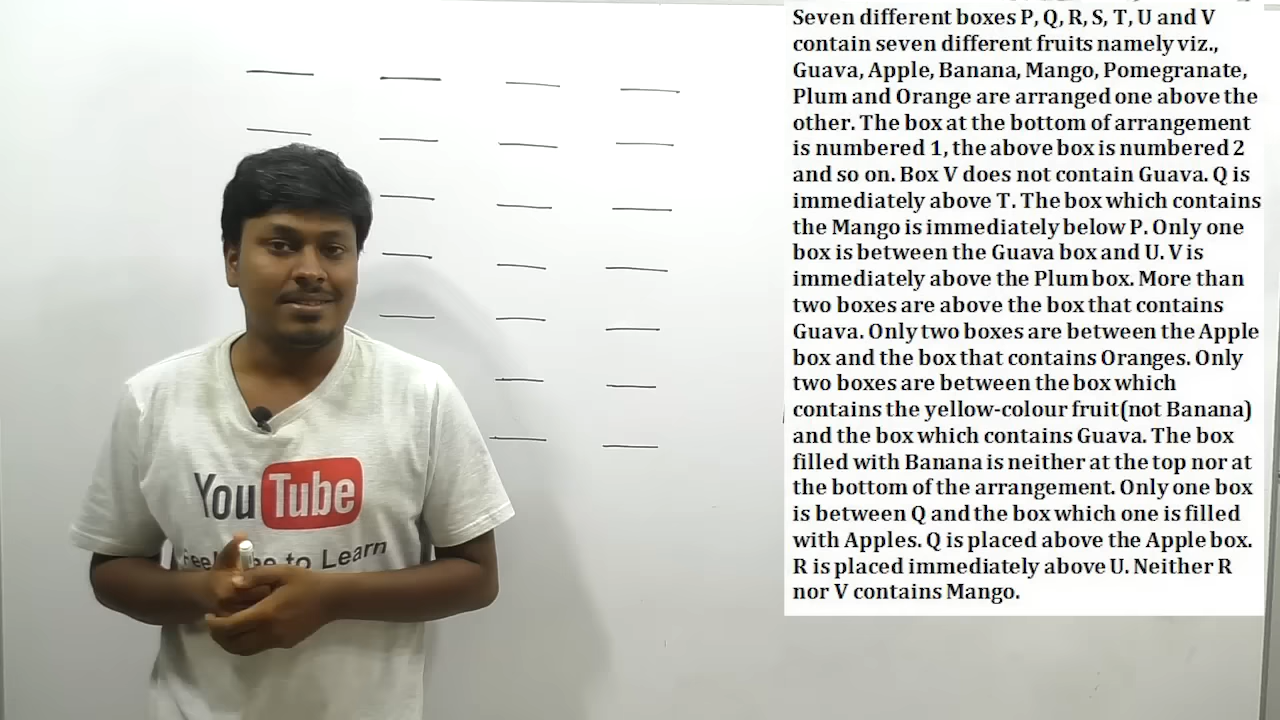 Seven different boxes P, Q, R, S, T, U and V
contain seven different fruits namely viz.,
Guava, Apple, Banana, Mango, Pomegranate,
Plum and Orange are arranged one above the
other. The box at the bottom of arrangement
is numbered 1, the above box is numbered 2
and so on. Box V does not contain Guava. Q is
immediately above T. The box which contains
the Mango is immediately below P. Only one
box is between the Guava box and U. V is
immediately above the Plum box. More than
two boxes are above the box that contains
Guava. Only two boxes are between the Apple
box and the box that contains Oranges. Only
two boxes are between the box which
contains the yellow-colour fruit(not Banana)
and the box which contains Guava. The box
filled with Banana is neither at the top nor at
the bottom of the arrangement. Only one box
is between Q and the box which one is filled
with Apples. Q is placed above the Apple box.
R is placed immediately above U. Neither R
nor V contains Mango.
YouTube
to Learn